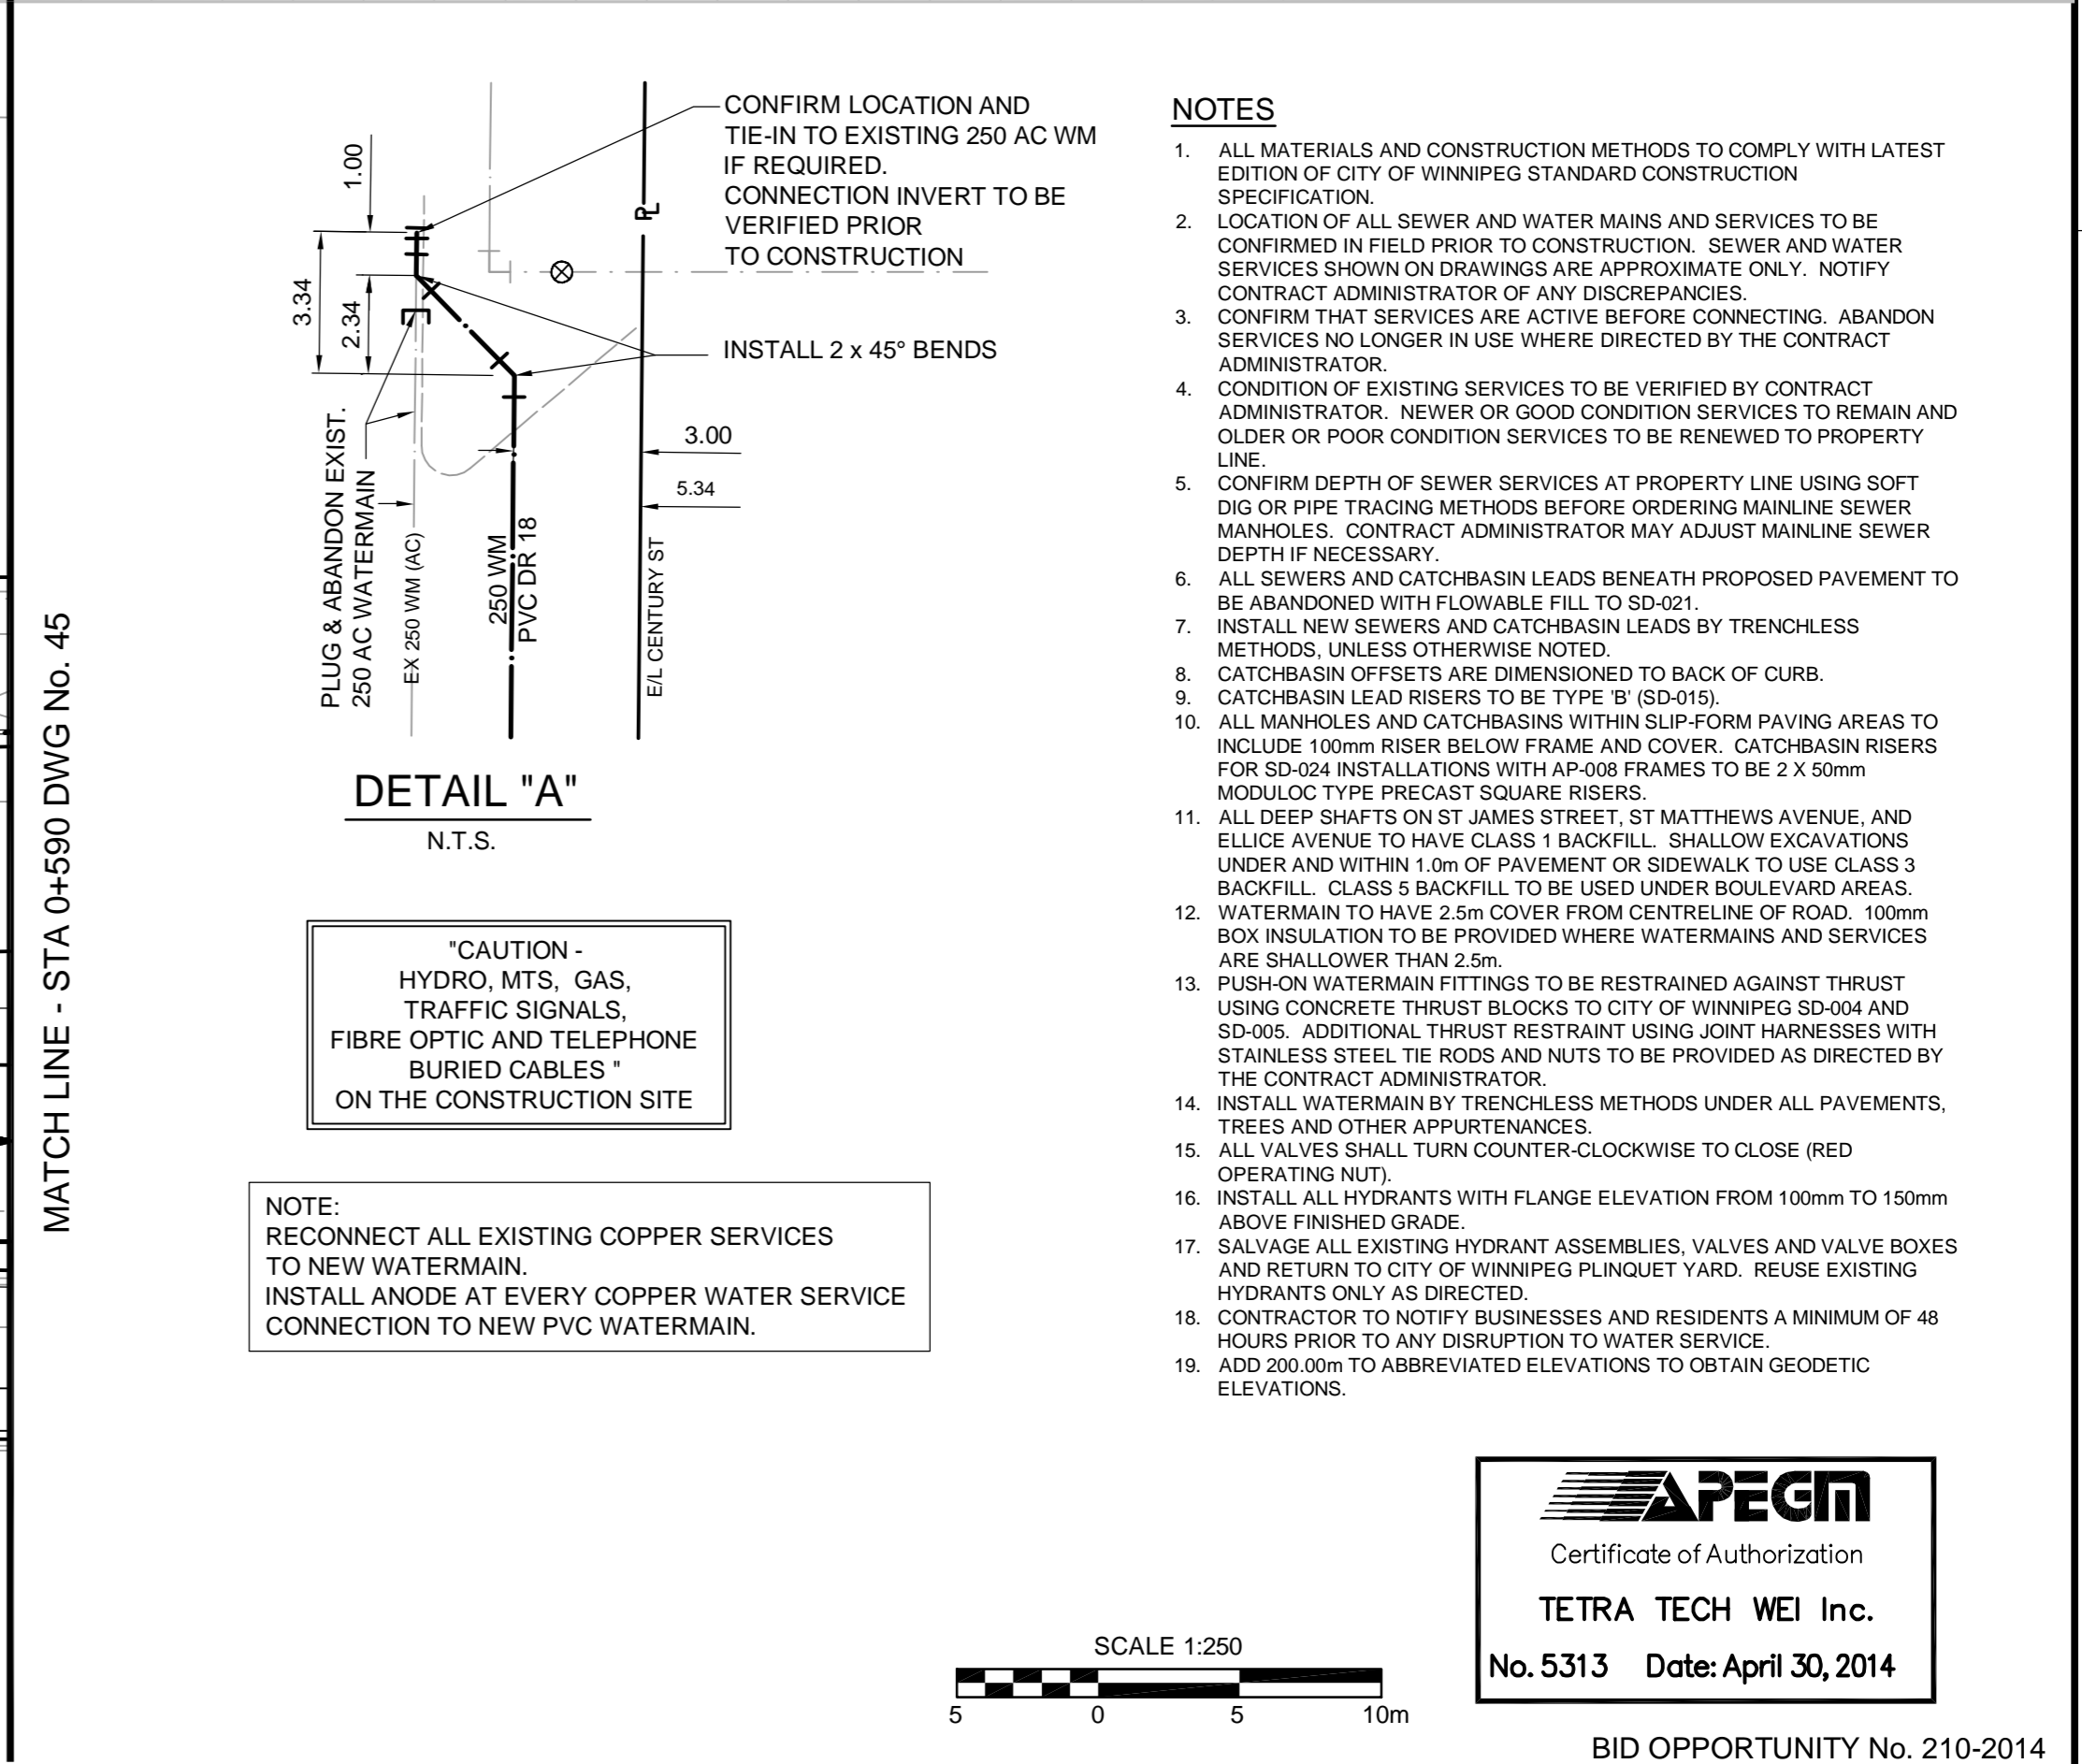 MATCH LINE - STA 0+590 DWG No. 45
CONFIRM LOCATION AND
TIE-IN TO EXISTING 250 AC WM
IF REQUIRED.
CONNECTION INVERT TO BE
VERIFIED PRIOR
TO CONSTRUCTION
1.00
3.34
2.34
PL
INSTALL 2 x 45° BENDS
3.00
5.34
PLUG & ABANDON EXIST.
250 AC WATERMAIN
EX 250 WM (AC)
250 WM
PVC DR 18
E/L CENTURY ST
DETAIL "A"
N.T.S.
"CAUTION -
HYDRO, MTS, GAS,
TRAFFIC SIGNALS,
FIBRE OPTIC AND TELEPHONE
BURIED CABLES "
ON THE CONSTRUCTION SITE
NOTE:
RECONNECT ALL EXISTING COPPER SERVICES
TO NEW WATERMAIN.
INSTALL ANODE AT EVERY COPPER WATER SERVICE
CONNECTION TO NEW PVC WATERMAIN.
NOTES
1. ALL MATERIALS AND CONSTRUCTION METHODS TO COMPLY WITH LATEST
EDITION OF CITY OF WINNIPEG STANDARD CONSTRUCTION
SPECIFICATION.
2. LOCATION OF ALL SEWER AND WATER MAINS AND SERVICES TO BE
CONFIRMED IN FIELD PRIOR TO CONSTRUCTION. SEWER AND WATER
SERVICES SHOWN ON DRAWINGS ARE APPROXIMATE ONLY. NOTIFY
CONTRACT ADMINISTRATOR OF ANY DISCREPANCIES.
3. CONFIRM THAT SERVICES ARE ACTIVE BEFORE CONNECTING. ABANDON
SERVICES NO LONGER IN USE WHERE DIRECTED BY THE CONTRACT
ADMINISTRATOR.
4. CONDITION OF EXISTING SERVICES TO BE VERIFIED BY CONTRACT
ADMINISTRATOR. NEWER OR GOOD CONDITION SERVICES TO REMAIN AND
OLDER OR POOR CONDITION SERVICES TO BE RENEWED TO PROPERTY
LINE.
5. CONFIRM DEPTH OF SEWER SERVICES AT PROPERTY LINE USING SOFT
DIG OR PIPE TRACING METHODS BEFORE ORDERING MAINLINE SEWER
MANHOLES. CONTRACT ADMINISTRATOR MAY ADJUST MAINLINE SEWER
DEPTH IF NECESSARY.
6. ALL SEWERS AND CATCHBASIN LEADS BENEATH PROPOSED PAVEMENT TO
BE ABANDONED WITH FLOWABLE FILL TO SD-021.
7. INSTALL NEW SEWERS AND CATCHBASIN LEADS BY TRENCHLESS
METHODS, UNLESS OTHERWISE NOTED.
8. CATCHBASIN OFFSETS ARE DIMENSIONED TO BACK OF CURB.
9. CATCHBASIN LEAD RISERS TO BE TYPE 'B' (SD-015).
10. ALL MANHOLES AND CATCHBASINS WITHIN SLIP-FORM PAVING AREAS TO
INCLUDE 100mm RISER BELOW FRAME AND COVER. CATCHBASIN RISERS
FOR SD-024 INSTALLATIONS WITH AP-008 FRAMES TO BE 2 X 50mm
MODULOC TYPE PRECAST SQUARE RISERS.
11. ALL DEEP SHAFTS ON ST JAMES STREET, ST MATTHEWS AVENUE, AND
ELLICE AVENUE TO HAVE CLASS 1 BACKFILL. SHALLOW EXCAVATIONS
UNDER AND WITHIN 1.0m OF PAVEMENT OR SIDEWALK TO USE CLASS 3
BACKFILL. CLASS 5 BACKFILL TO BE USED UNDER BOULEVARD AREAS.
12. WATERMAIN TO HAVE 2.5m COVER FROM CENTRELINE OF ROAD. 100mm
BOX INSULATION TO BE PROVIDED WHERE WATERMAINS AND SERVICES
ARE SHALLOWER THAN 2.5m.
13. PUSH-ON WATERMAIN FITTINGS TO BE RESTRAINED AGAINST THRUST
USING CONCRETE THRUST BLOCKS TO CITY OF WINNIPEG SD-004 AND
SD-005. ADDITIONAL THRUST RESTRAINT USING JOINT HARNESSES WITH
STAINLESS STEEL TIE RODS AND NUTS TO BE PROVIDED AS DIRECTED BY
THE CONTRACT ADMINISTRATOR.
14. INSTALL WATERMAIN BY TRENCHLESS METHODS UNDER ALL PAVEMENTS,
TREES AND OTHER APPURTENANCES.
15. ALL VALVES SHALL TURN COUNTER-CLOCKWISE TO CLOSE (RED
OPERATING NUT).
16. INSTALL ALL HYDRANTS WITH FLANGE ELEVATION FROM 100mm TO 150mm
ABOVE FINISHED GRADE.
17. SALVAGE ALL EXISTING HYDRANT ASSEMBLIES, VALVES AND VALVE BOXES
AND RETURN TO CITY OF WINNIPEG PLINQUET YARD. REUSE EXISTING
HYDRANTS ONLY AS DIRECTED.
18. CONTRACTOR TO NOTIFY BUSINESSES AND RESIDENTS A MINIMUM OF 48
HOURS PRIOR TO ANY DISRUPTION TO WATER SERVICE.
19. ADD 200.00m TO ABBREVIATED ELEVATIONS TO OBTAIN GEODETIC
ELEVATIONS.
APEGM
Certificate of Authorization
TETRA TECH WEI Inc.
No. 5313 Date: April 30, 2014
SCALE 1:250
5 0 5 10m
BID OPPORTUNITY No. 210-2014